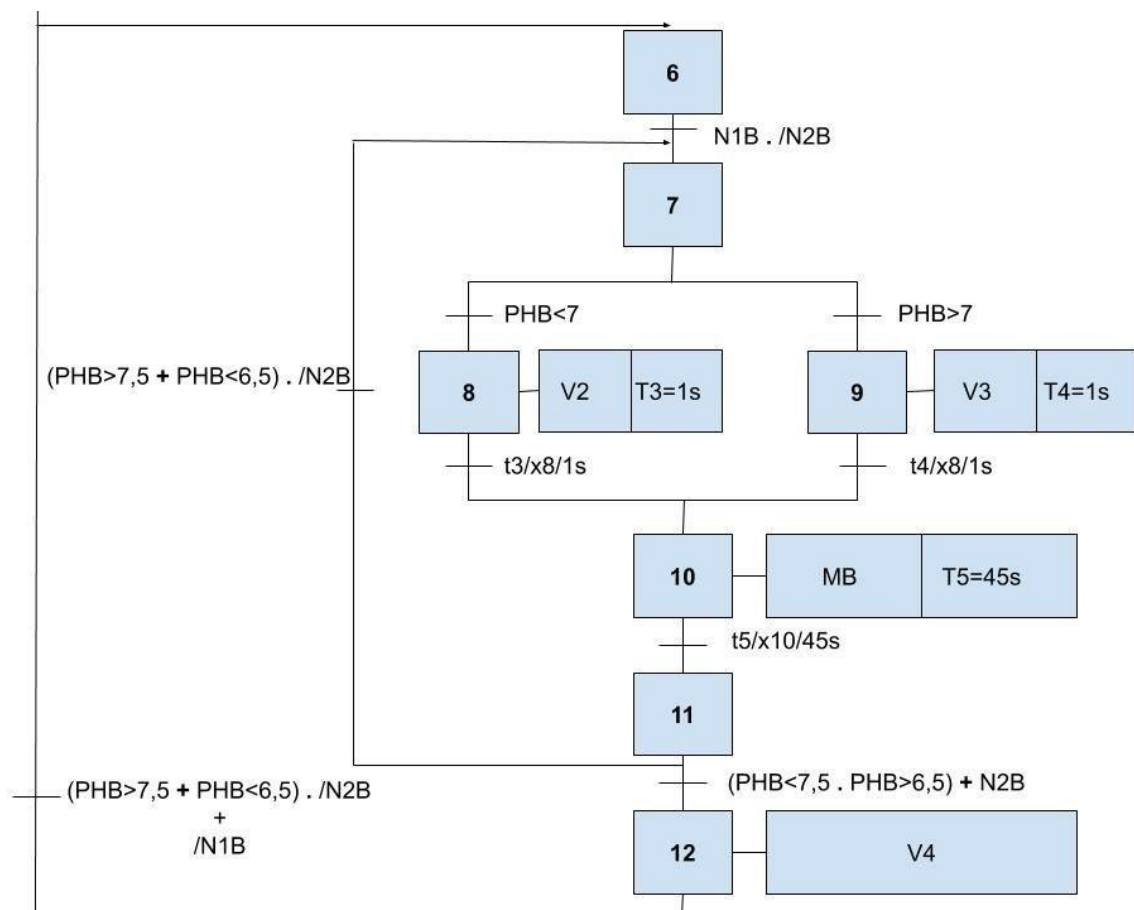 6
N1B . /N2B
7
PHB<7
PHB>7
(PHB>7,5 + PHB<6,5) . /N2B
8
V2
T3=1s
9
V3
T4=1s
t3/x8/1s
t4/x8/1s
10
MB
T5=45s
t5/x10/45s
11
(PHB<7,5 . PHB>6,5) + N2B
(PHB>7,5 + PHB<6,5) . /N2B
+
/N1B
12
V4